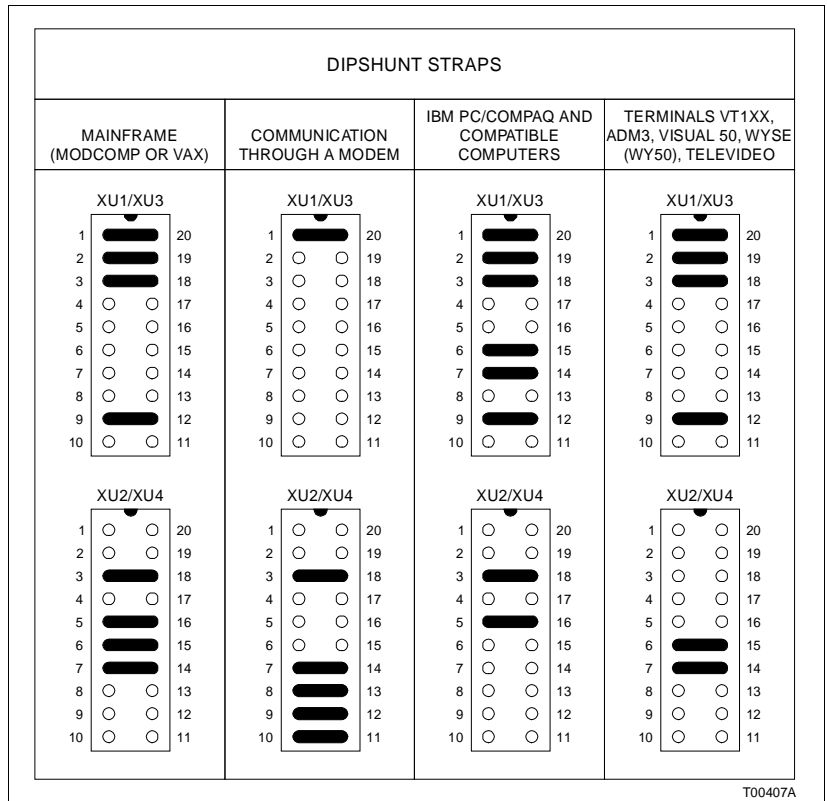 DIPSHUNT STRAPS
MAINFRAME
(MODCOMP OR VAX)
COMMUNICATION
THROUGH A MODEM
IBM PC/COMPAQ AND
COMPATIBLE
COMPUTERS
TERMINALS VT1XX,
ADM3, VISUAL 50, WYSE
(WY50), TELEVIDEO
XU1/XU3 XU1/XU3 XU1/XU3 XU1/XU3
1 20 1 20 1 20 1 20
2 19 2 19 2 19 2 19
3 18 3 18 3 18 3 18
4 17 4 17 4 17 4 17
5 16 5 16 5 16 5 16
6 15 6 15 6 15 6 15
7 14 7 14 7 14 7 14
8 13 8 13 8 13 8 13
9 12 9 12 9 12 9 12
10 11 10 11 10 11 10 11
XU2/XU4 XU2/XU4 XU2/XU4 XU2/XU4
1 20 1 20 1 20 1 20
2 19 2 19 2 19 2 19
3 18 3 18 3 18 3 18
4 17 4 17 4 17 4 17
5 16 5 16 5 16 5 16
6 15 6 15 6 15 6 15
7 14 7 14 7 14 7 14
8 13 8 13 8 13 8 13
9 12 9 12 9 12 9 12
10 11 10 11 10 11 10 11
T00407A